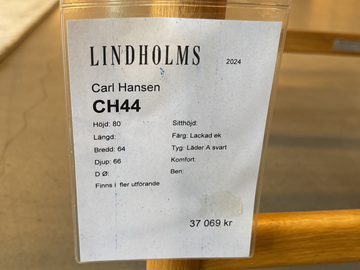 LINDHOLMS 2024
Carl Hansen
CH44
Höjd: 80 Sitthöjd:
Längd: Färg: Lackad ek
Bredd: 64 Tyg: Läder A svart
Djup: 66 Komfort:
D Ø: Ben:
Finns i fler utförande
37 069 kr